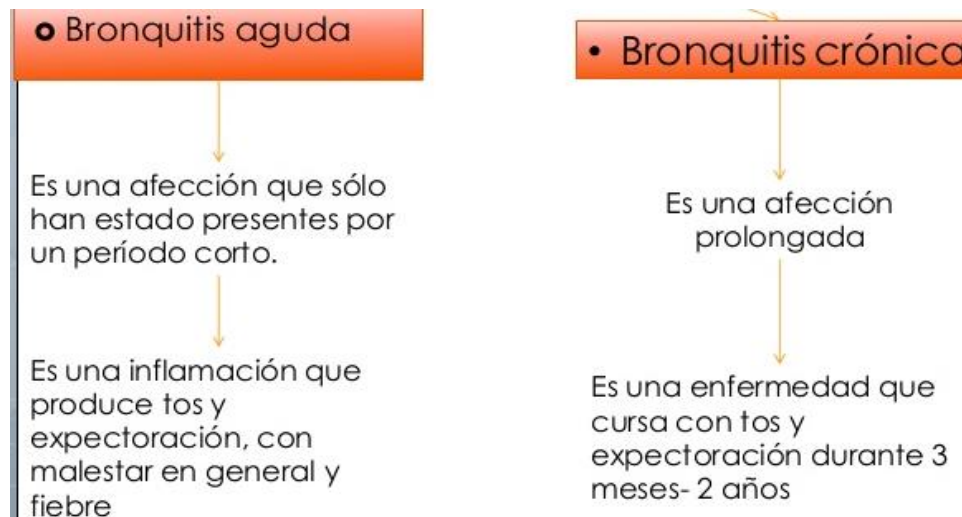 Bronquitis aguda
Es una afección que sólo
han estado presentes por
un período corto.
Es una inflamación que
produce tos y
expectoración, con
malestar en general y
fiebre
• Bronquitis crónica
Es una afección
prolongada
Es una enfermedad que
cursa con tos y
expectoración durante 3
meses- 2 años